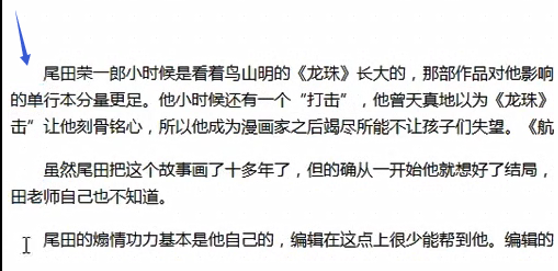 尾田荣一郎小时候是看着鸟山明的《龙珠》长大的，那部作品对他影响
的单行本分量更足。他小时候还有一个“打击”，他曾天真地以为《龙珠》
击”让他刻骨铭心，所以他成为漫画家之后竭尽所能不让孩子们失望。《航
虽然尾田把这个故事画了十多年了，但的确从一开始他就想好了结局，
田老师自己也不知道。
尾田的煽情功力基本是他自己的，编辑在这点上很少能帮到他。编辑的